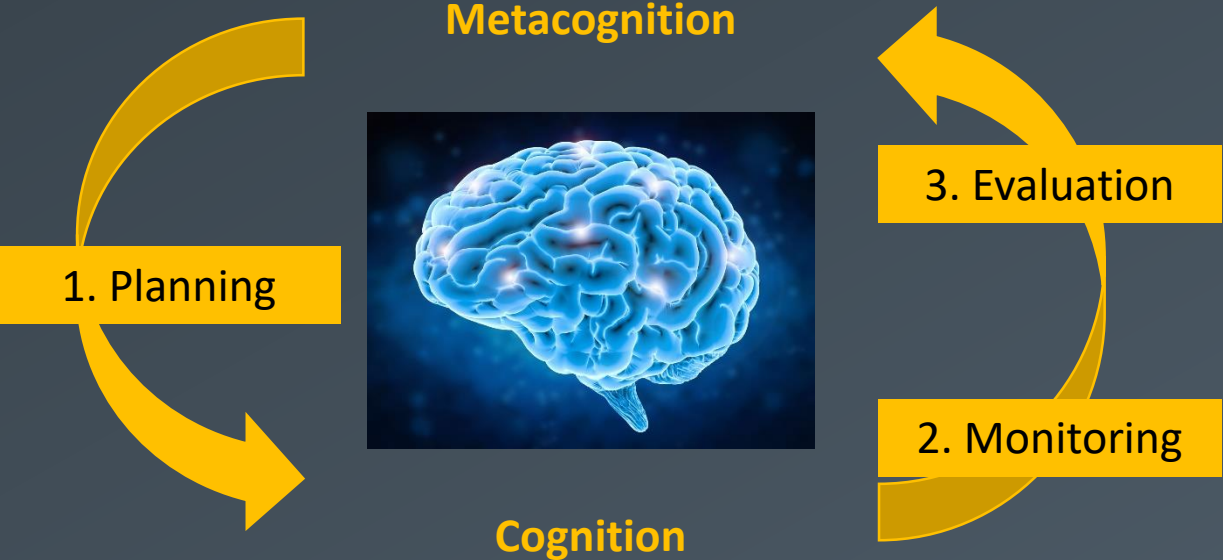 Metacognition
3. Evaluation
1. Planning
2. Monitoring
Cognition